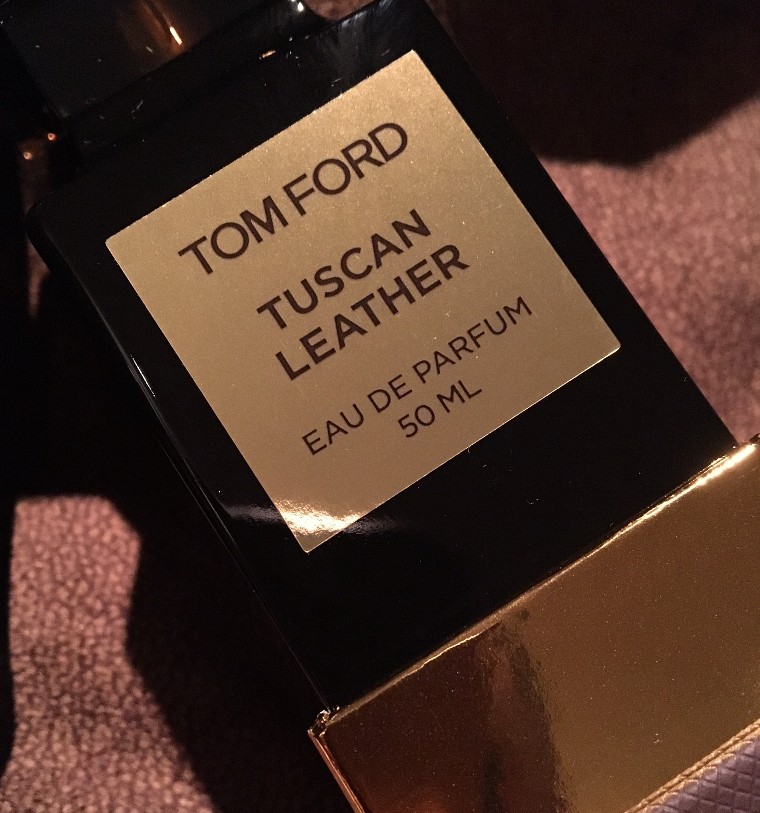 TOM FORD
TUSCAN
LEATHER
EAU DE PARFUM
50 ML